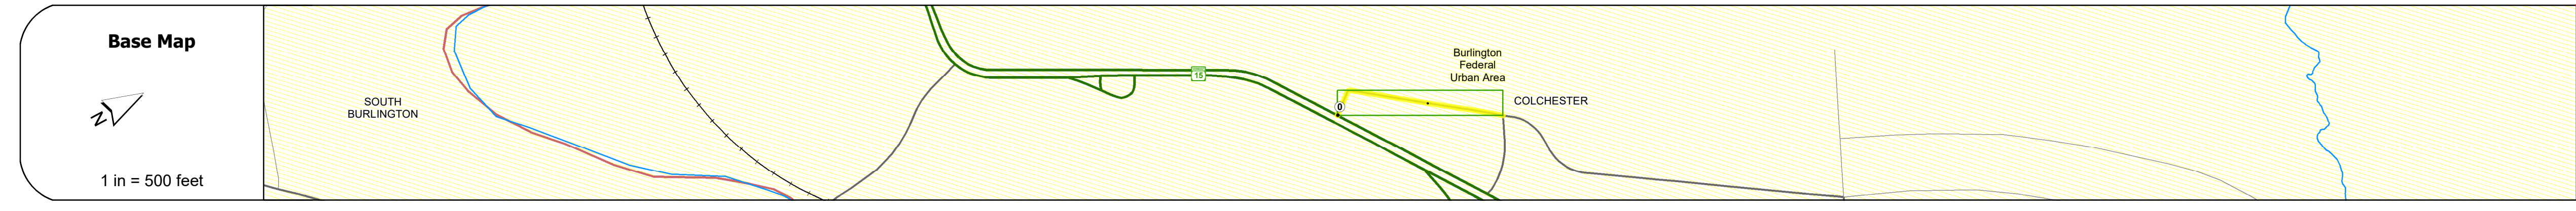 Base Map
N
1 in = 500 feet
SOUTH
BURLINGTON
15
Burlington
Federal
Urban Area
0
COLCHESTER